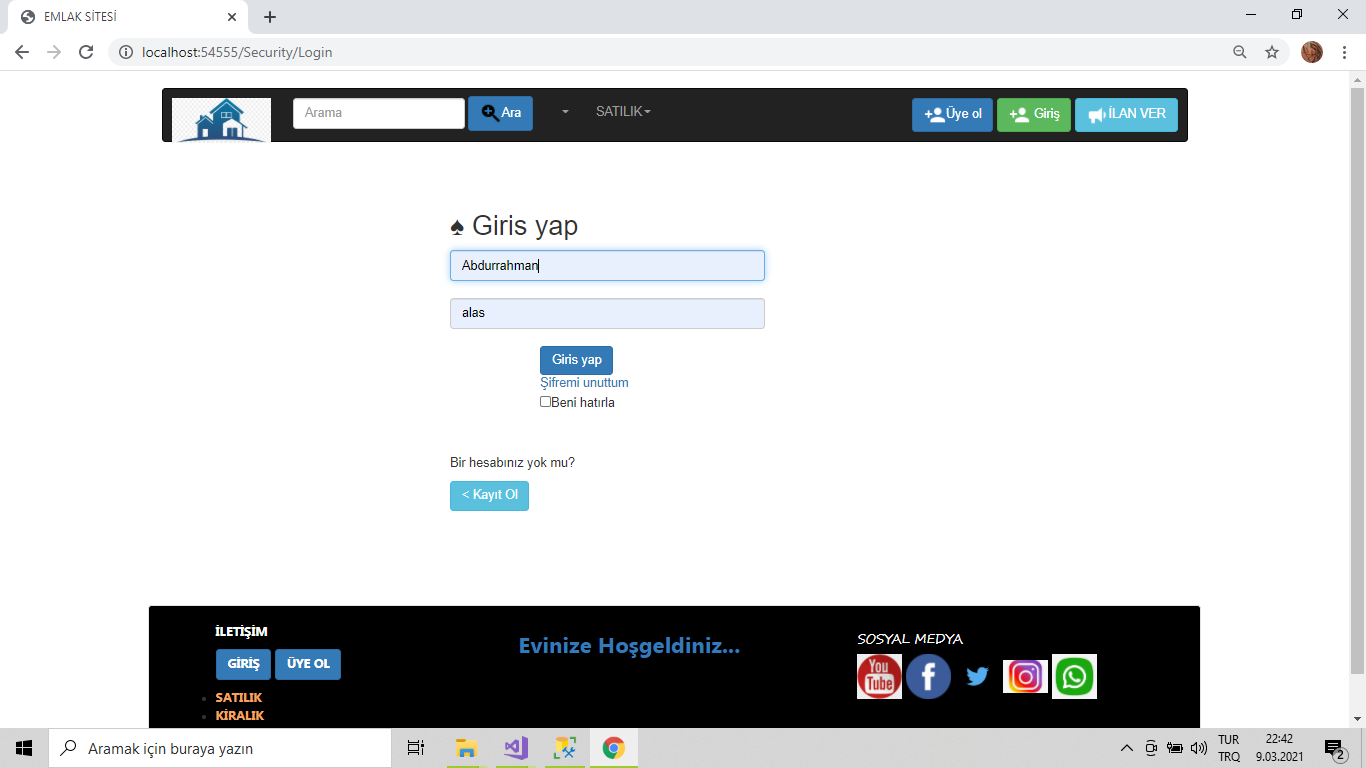 EMLAK SİTESİ
localhost:54555/Security/Login
Arama
Ara
SATILIK
Üye ol
Giriş
İLAN VER
♠ Giris yap
Abdurrahman
alas
Giris yap
Şifremi unuttum
Beni hatırla
Bir hesabınız yok mu?
< Kayıt Ol
İLETİŞİM
GİRİŞ
ÜYE OL
SATILIK
KİRALIK
Evinize Hoşgeldiniz...
SOSYAL MEDYA
You
Tube
Aramak için buraya yazın
TUR
TRQ
22:42
9.03.2021
2